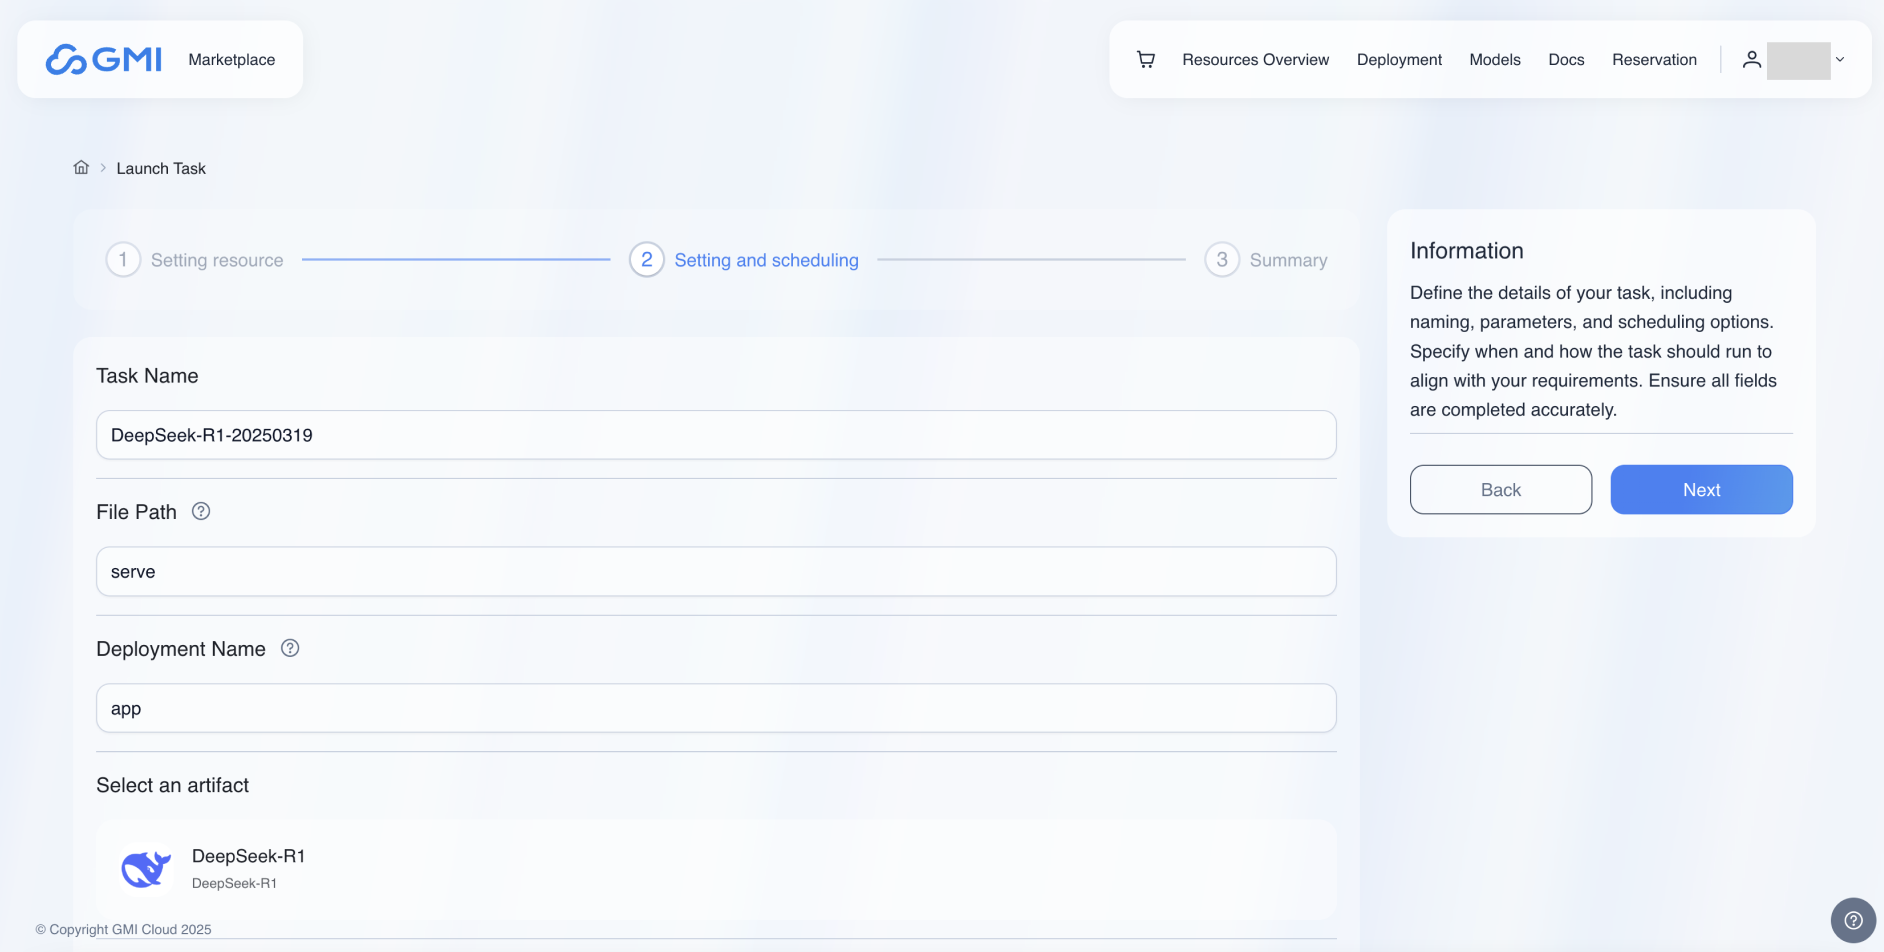 GMI
Marketplace
Resources Overview
Deployment
Models
Docs
Reservation
Launch Task
1 Setting resource
2 Setting and scheduling
3 Summary
Task Name
DeepSeek-R1-20250319
File Path ?
serve
Deployment Name ?
app
Select an artifact
DeepSeek-R1
DeepSeek-R1
Information
Define the details of your task, including
naming, parameters, and scheduling options.
Specify when and how the task should run to
align with your requirements. Ensure all fields
are completed accurately.
Back
Next
© Copyright GMI Cloud 2025
?